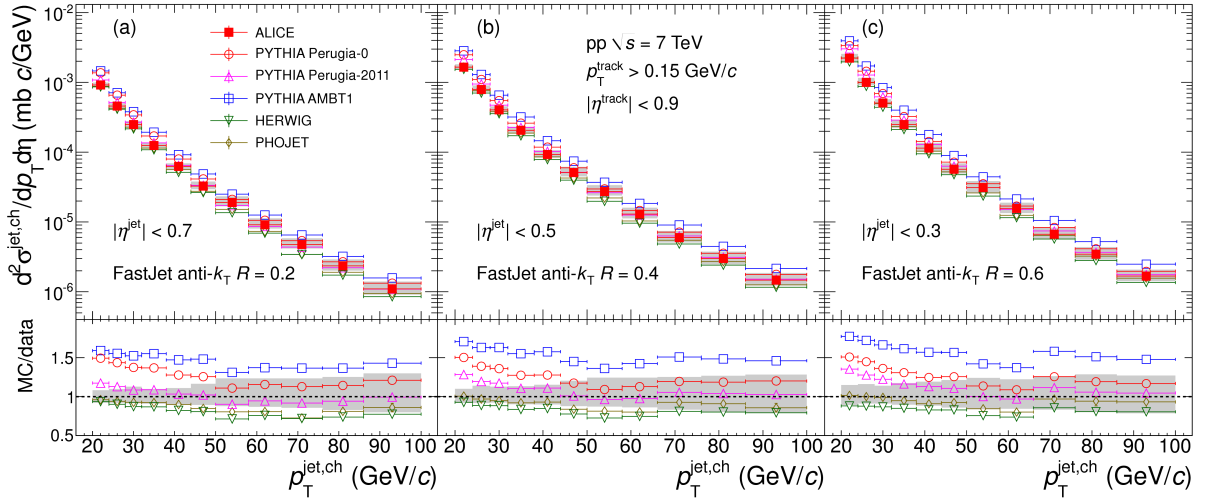 d²σ^jet,ch/dp_T dη (mb c/GeV)
10⁻²
10⁻³
10⁻⁴
10⁻⁵
10⁻⁶
(a)
ALICE
PYTHIA Perugia-0
PYTHIA Perugia-2011
PYTHIA AMBT1
HERWIG
PHOJET
|η^jet| < 0.7
FastJet anti-k_T R = 0.2
(b)
pp √s = 7 TeV
p_T^track > 0.15 GeV/c
|η^track| < 0.9
|η^jet| < 0.5
FastJet anti-k_T R = 0.4
(c)
|η^jet| < 0.3
FastJet anti-k_T R = 0.6
MC/data
1.5
1
0.5
20 30 40 50 60 70 80 90 100
20 30 40 50 60 70 80 90 100
20 30 40 50 60 70 80 90 100
p_T^jet,ch (GeV/c)
p_T^jet,ch (GeV/c)
p_T^jet,ch (GeV/c)